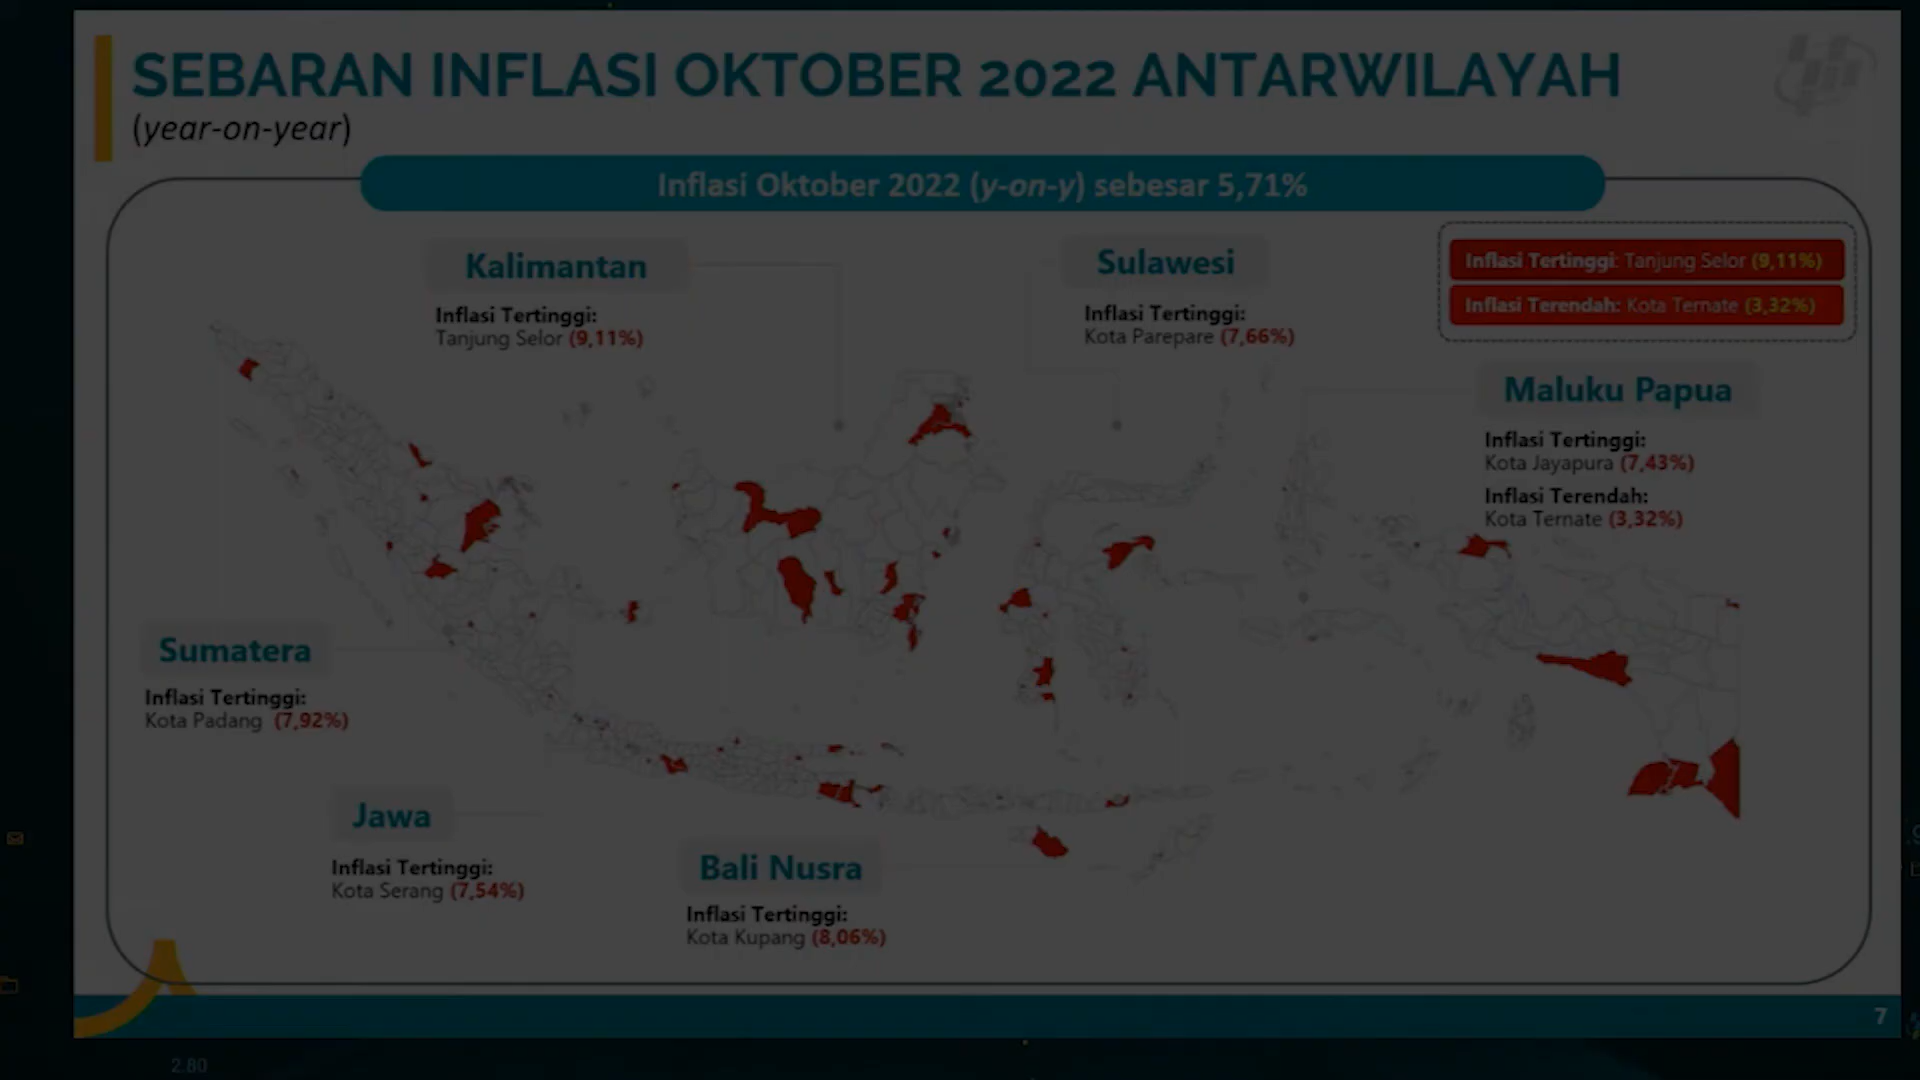 SEBARAN INFLASI OKTOBER 2022 ANTARWILAYAH
(year-on-year)
Inflasi Oktober 2022 (y-on-y) sebesar 5,71%
Inflasi Tertinggi: Tanjung Selor (9,11%)
Inflasi Terendah: Kota Ternate (3,32%)
Kalimantan
Inflasi Tertinggi:
Tanjung Selor (9,11%)
Sulawesi
Inflasi Tertinggi:
Kota Parepare (7,66%)
Maluku Papua
Inflasi Tertinggi:
Kota Jayapura (7,43%)
Inflasi Terendah:
Kota Ternate (3,32%)
Sumatera
Inflasi Tertinggi:
Kota Padang (7,92%)
Jawa
Inflasi Tertinggi:
Kota Serang (7,54%)
Bali Nusra
Inflasi Tertinggi:
Kota Kupang (8,06%)
7
2.80